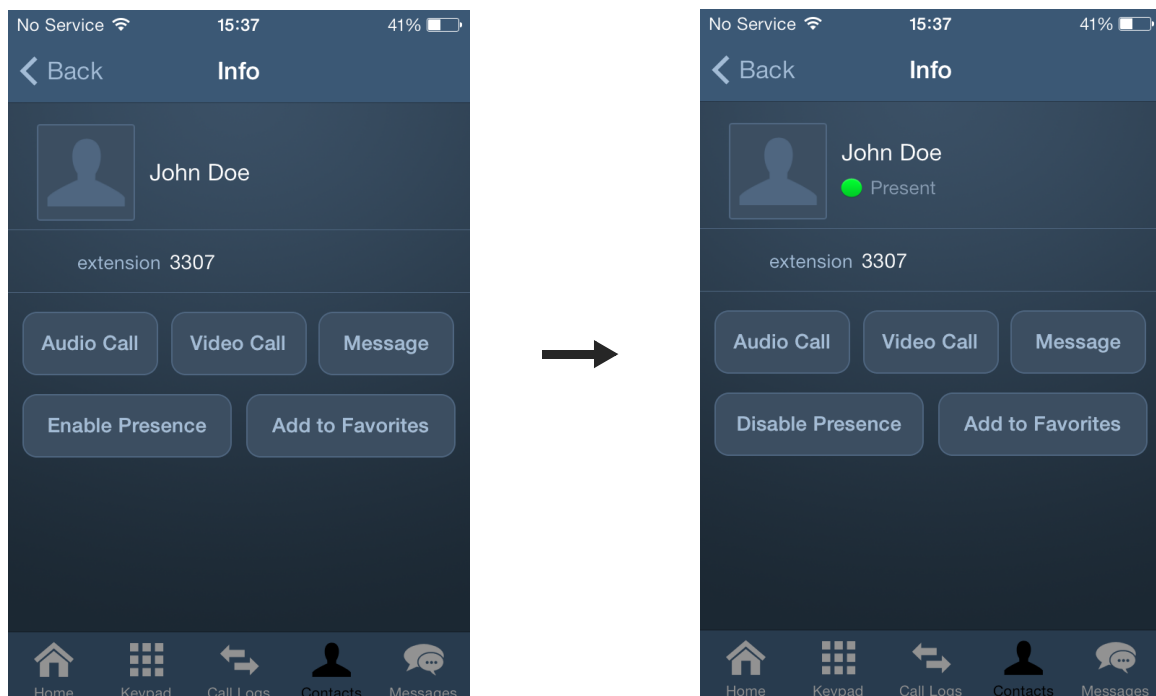 No Service 15:37 41%
Back Info
John Doe
extension 3307
Audio Call Video Call Message
Enable Presence Add to Favorites
Home Keypad Call Logs Contacts Messages
No Service 15:37 41%
Back Info
John Doe
Present
extension 3307
Audio Call Video Call Message
Disable Presence Add to Favorites
Home Keypad Call Logs Contacts Messages